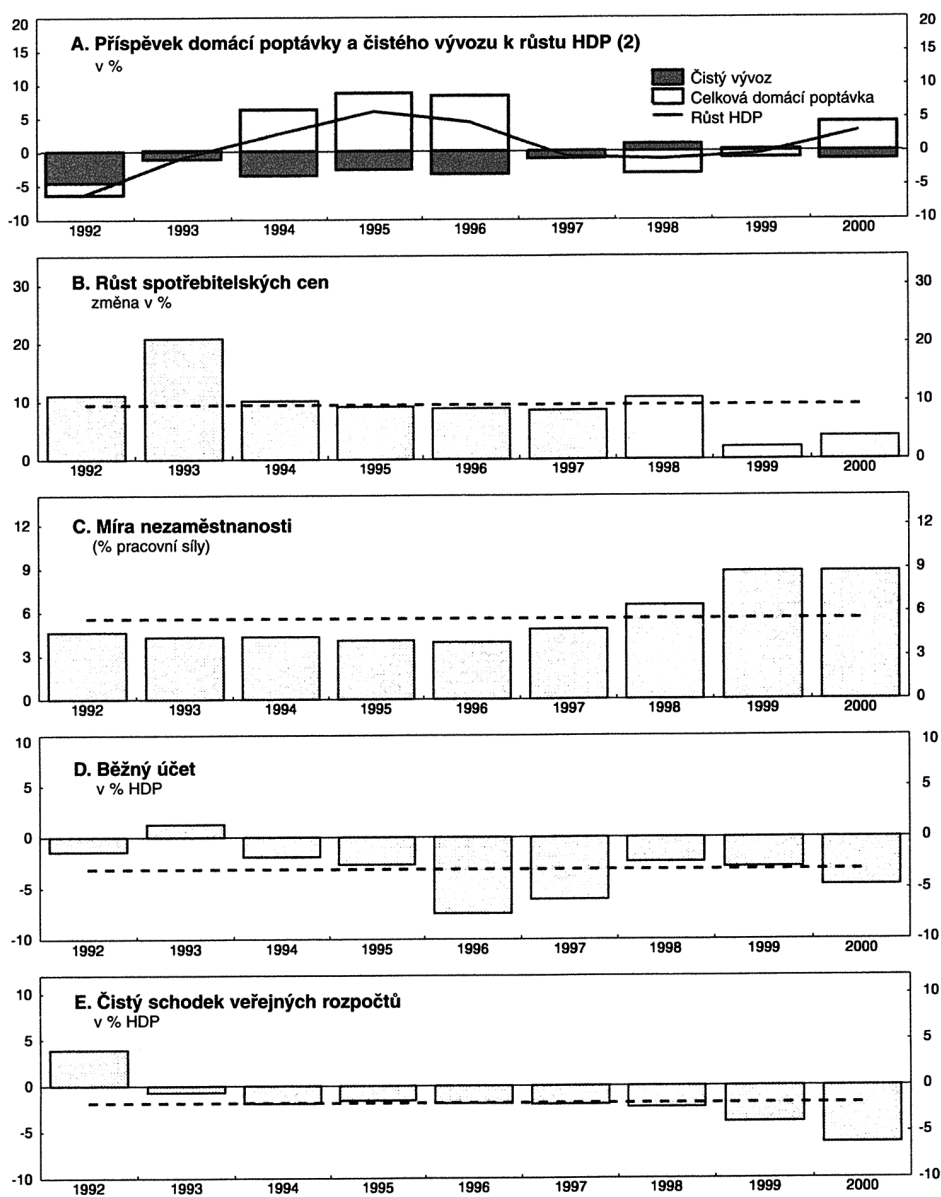 20 20
A. Příspěvek domácí poptávky a čistého vývozu k růstu HDP (2)
15 v % 15
Čistý vývoz
10 10
Celková domácí poptávka
5 Růst HDP 5
0 0
-5 -5
-10 -10
1992 1993 1994 1995 1996 1997 1998 1999 2000
B. Růst spotřebitelských cen
30 30
změna v %
20 20
10 10
0 0
1992 1993 1994 1995 1996 1997 1998 1999 2000
C. Míra nezaměstnanosti
12 12
(% pracovní síly)
9 9
6 6
3 3
0 0
1992 1993 1994 1995 1996 1997 1998 1999 2000
10 10
D. Běžný účet
v % HDP
5 5
0 0
-5 -5
-10 -10
1992 1993 1994 1995 1996 1997 1998 1999 2000
E. Čistý schodek veřejných rozpočtů
10 10
v % HDP
5 5
0 0
-5 -5
-10 -10
1992 1993 1994 1995 1996 1997 1998 1999 2000